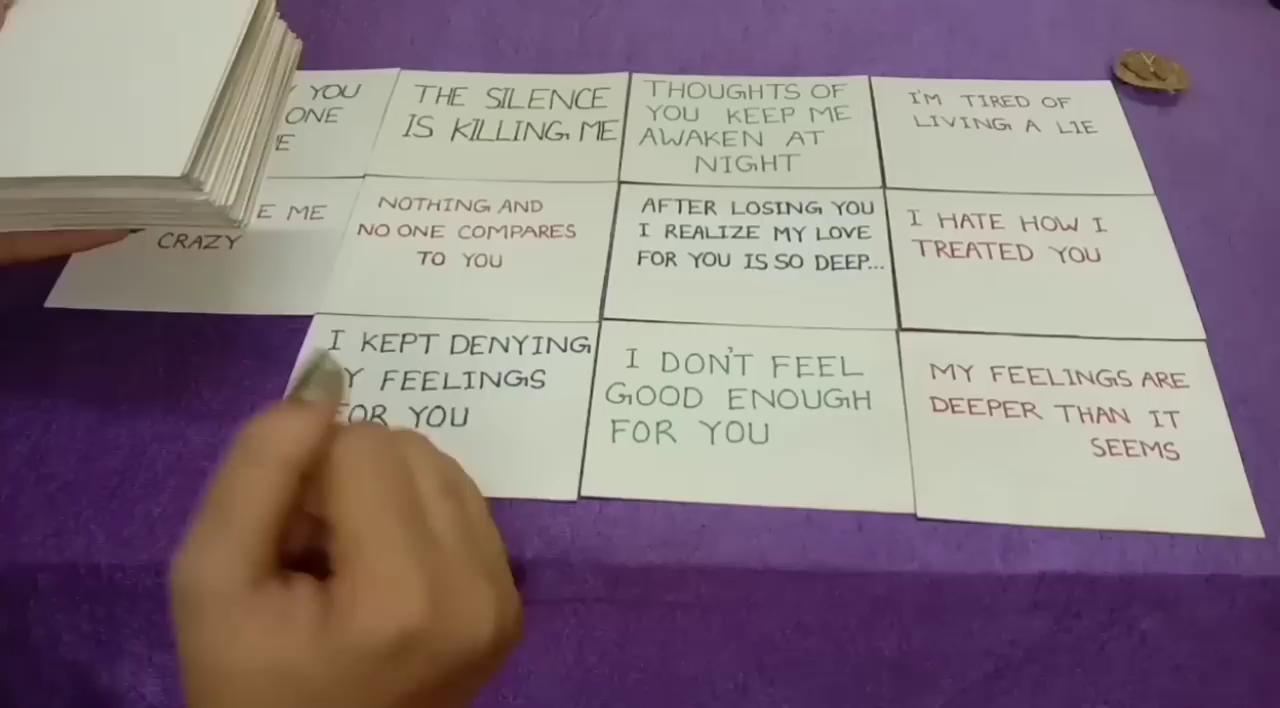 YOU
ONE
THE SILENCE
IS KILLING ME
THOUGHTS OF
YOU KEEP ME
AWAKEN AT
NIGHT
I'M TIRED OF
LIVING A LIE
ME
CRAZY
NOTHING AND
NO ONE COMPARES
TO YOU
AFTER LOSING YOU
I REALIZE MY LOVE
FOR YOU IS SO DEEP...
I HATE HOW I
TREATED YOU
I KEPT DENYING
FEELINGS
FOR YOU
I DON'T FEEL
GOOD ENOUGH
FOR YOU
MY FEELINGS ARE
DEEPER THAN IT
SEEMS